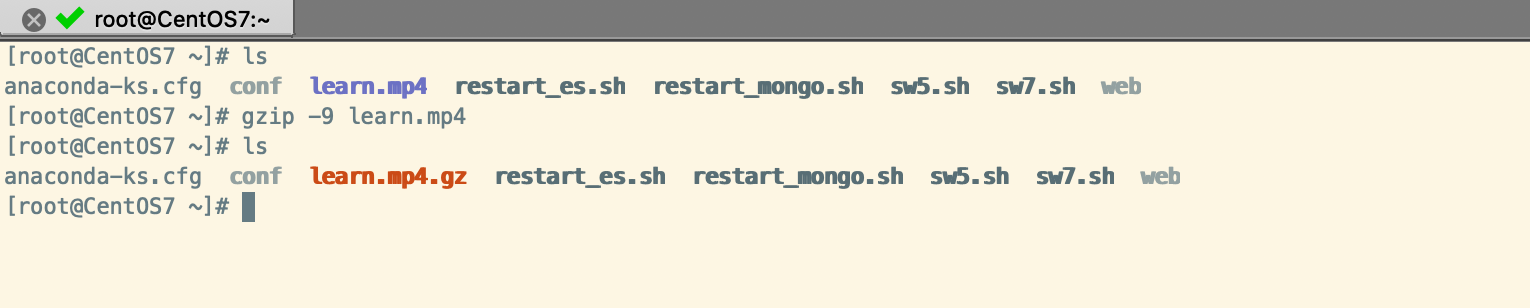 root@CentOS7:~
[root@CentOS7 ~]# ls
anaconda-ks.cfg  conf  learn.mp4  restart_es.sh  restart_mongo.sh  sw5.sh  sw7.sh  web
[root@CentOS7 ~]# gzip -9 learn.mp4
[root@CentOS7 ~]# ls
anaconda-ks.cfg  conf  learn.mp4.gz  restart_es.sh  restart_mongo.sh  sw5.sh  sw7.sh  web
[root@CentOS7 ~]#